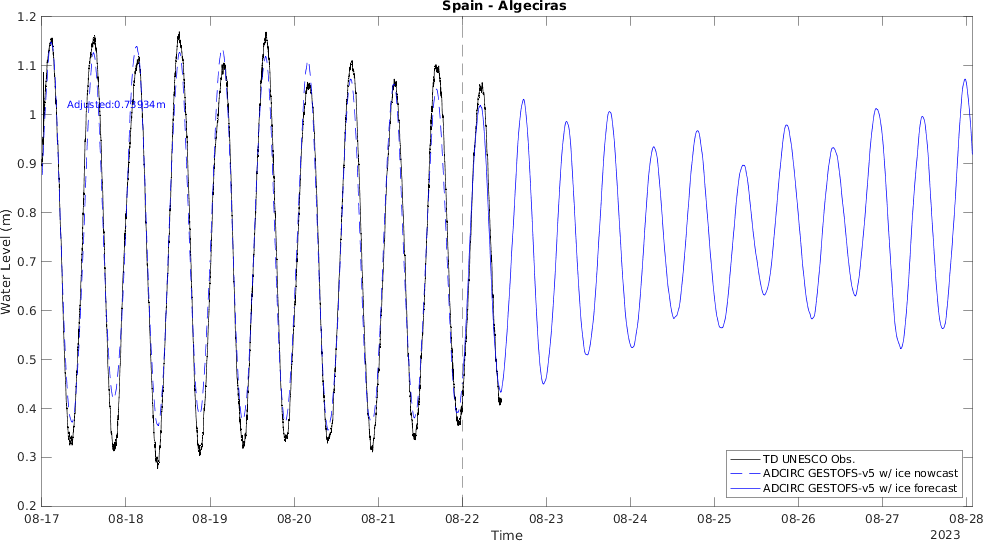 Spain - Algeciras
1.2
1.1
1
0.9
0.8
0.7
0.6
0.5
0.4
0.3
0.2
Water Level (m)
Adjusted:0.73934m
TD UNESCO Obs.
ADCIRC GESTOFS-v5 w/ ice nowcast
ADCIRC GESTOFS-v5 w/ ice forecast
08-17 08-18 08-19 08-20 08-21 08-22 08-23 08-24 08-25 08-26 08-27 08-28
Time
2023